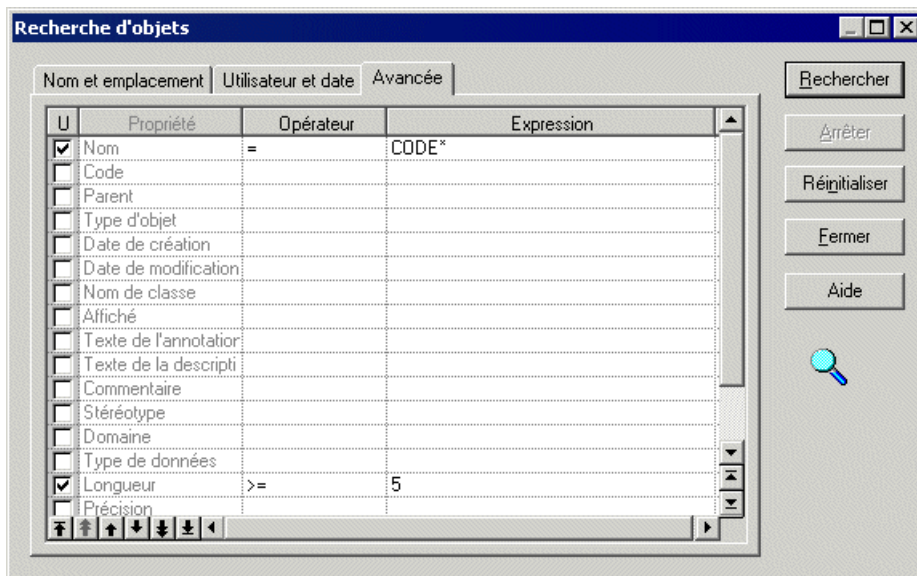 Recherche d'objets
Nom et emplacement Utilisateur et date Avancée
Rechercher
Arrêter
Réinitialiser
Fermer
Aide
U Propriété Opérateur Expression
Nom = CODE*
Code
Parent
Type d'objet
Date de création
Date de modification
Nom de classe
Affiché
Texte de l'annotation
Texte de la descripti
Commentaire
Stéréotype
Domaine
Type de données
Longueur >= 5
Précision